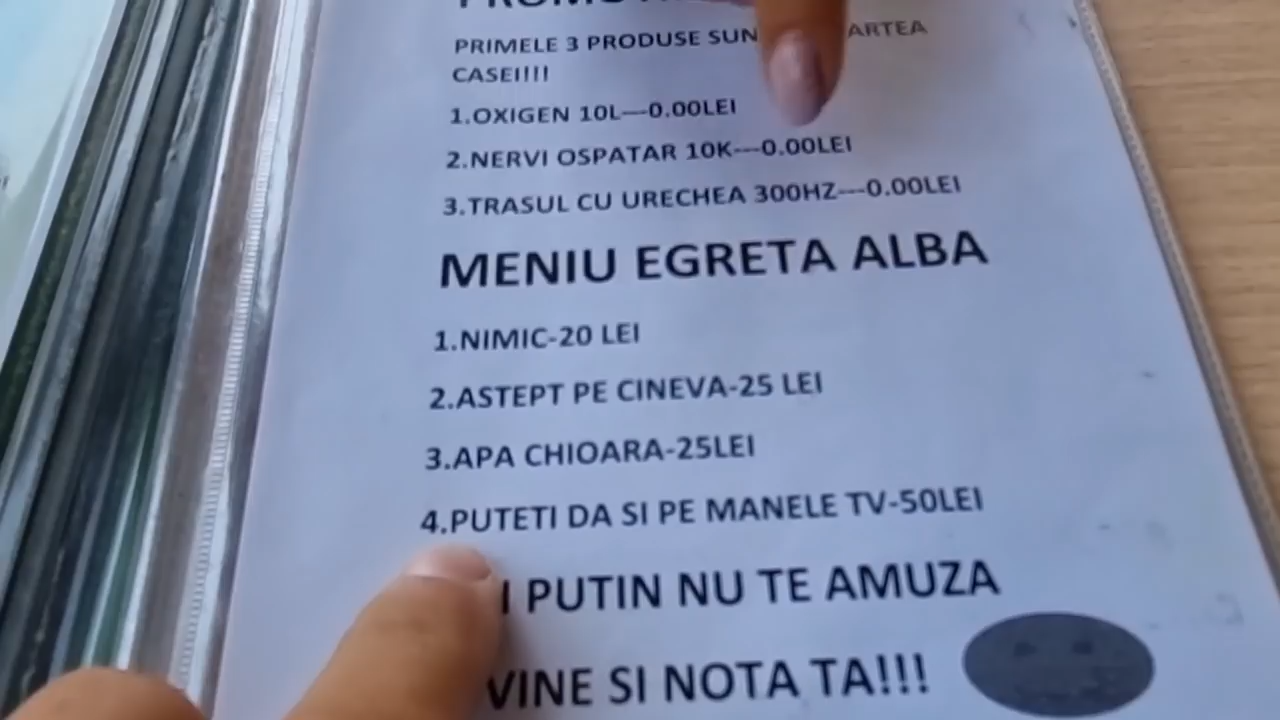 PRIMELE 3 PRODUSE SUN ARTEA
CASEI!!!!
1.OXIGEN 10L---0.00LEI
2.NERVI OSPATAR 10K---0.00LEI
3.TRASUL CU URECHEA 300HZ---0.00LEI
MENIU EGRETA ALBA
1.NIMIC-20 LEI
2.ASTEPT PE CINEVA-25 LEI
3.APA CHIOARA-25LEI
4.PUTETI DA SI PE MANELE TV-50LEI
I PUTIN NU TE AMUZA
VINE SI NOTA TA!!!